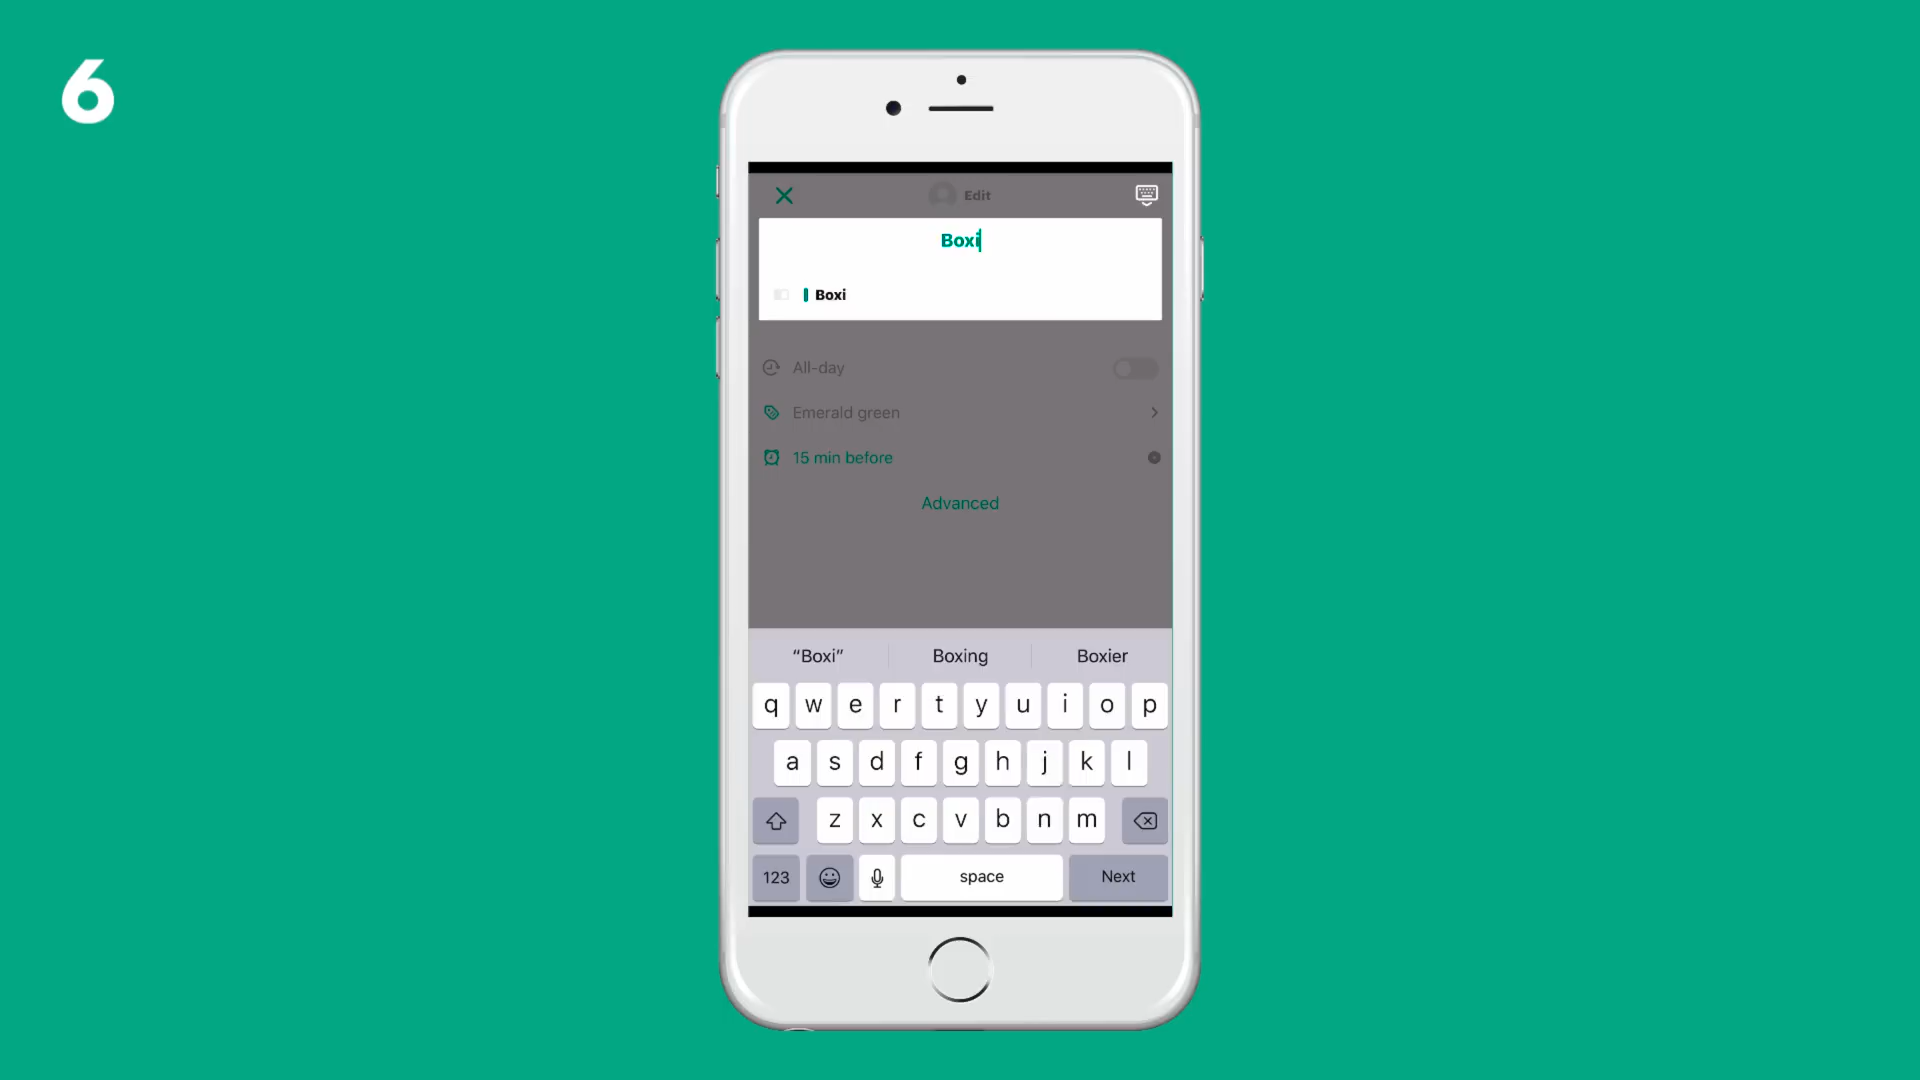 6
Edit
Boxi
Boxi
All-day
Emerald green
15 min before
Advanced
“Boxi” Boxing Boxier
q w e r t y u i o p
a s d f g h j k l
z x c v b n m
123 space Next